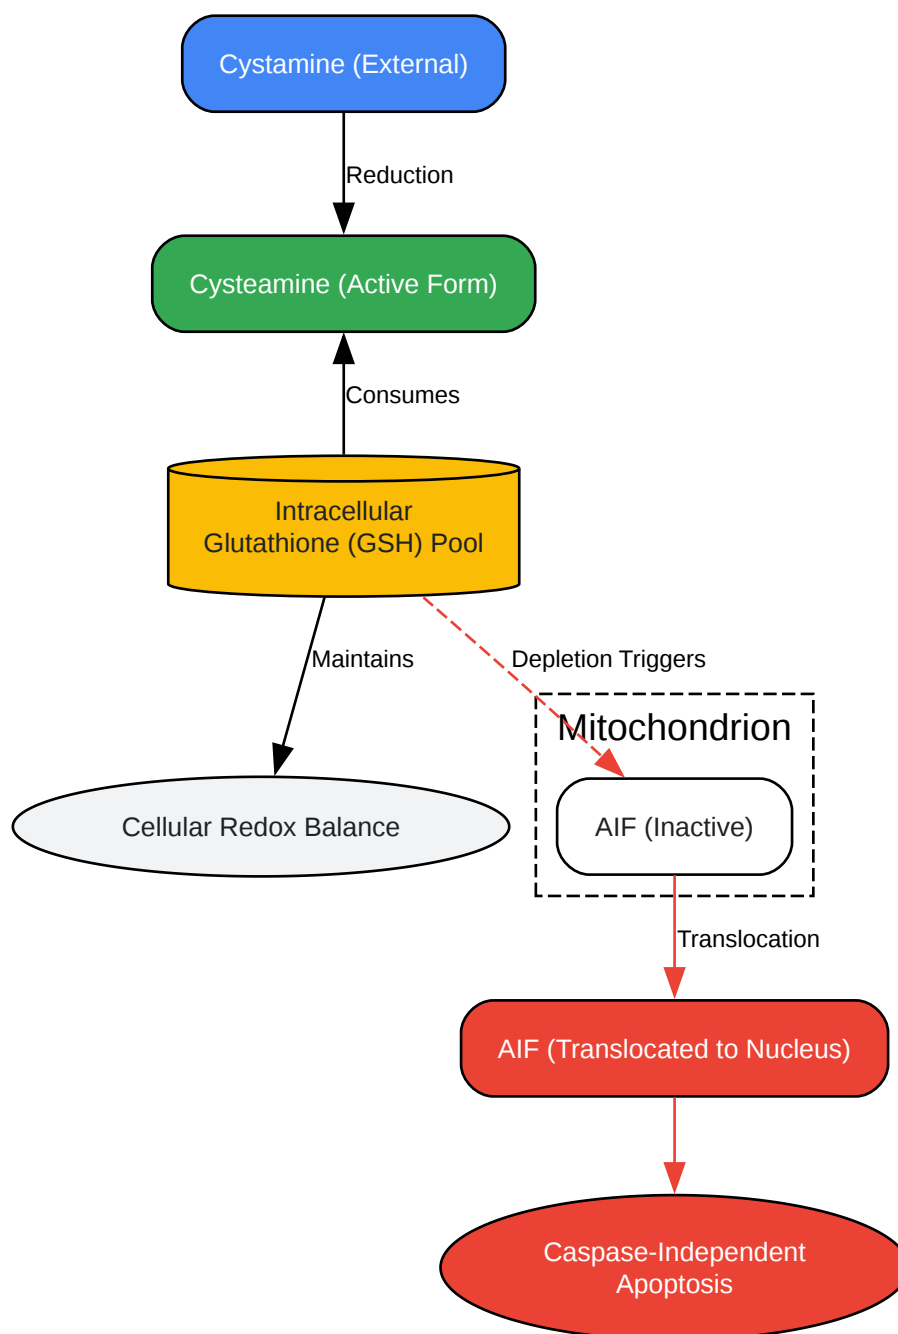 Cystamine (External)
Reduction
Cysteamine (Active Form)
Consumes
Intracellular
Glutathione (GSH) Pool
Maintains
Depletion Triggers
Mitochondrion
Cellular Redox Balance
AIF (Inactive)
Translocation
AIF (Translocated to Nucleus)
Caspase-Independent
Apoptosis